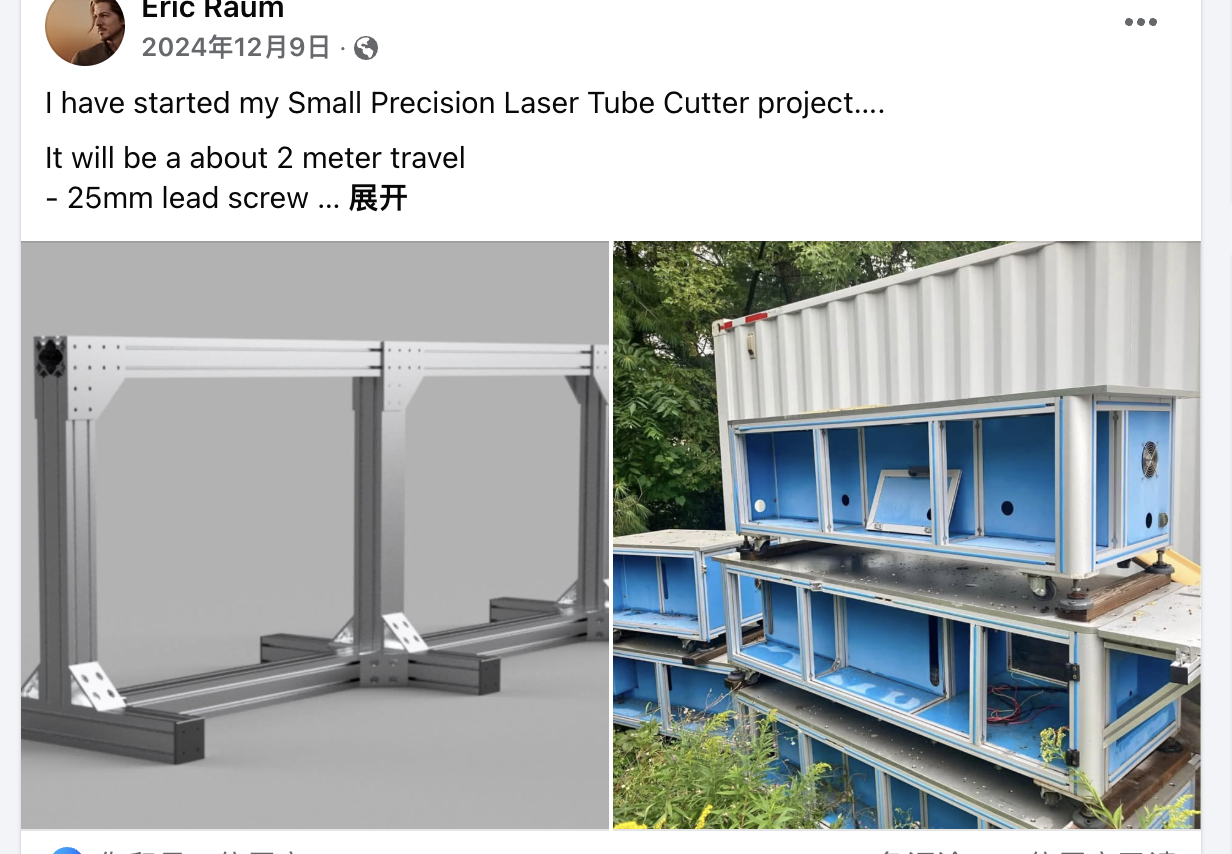 Eric Raum
2024年12月9日 ·
I have started my Small Precision Laser Tube Cutter project....
It will be a about 2 meter travel
- 25mm lead screw ... 展开